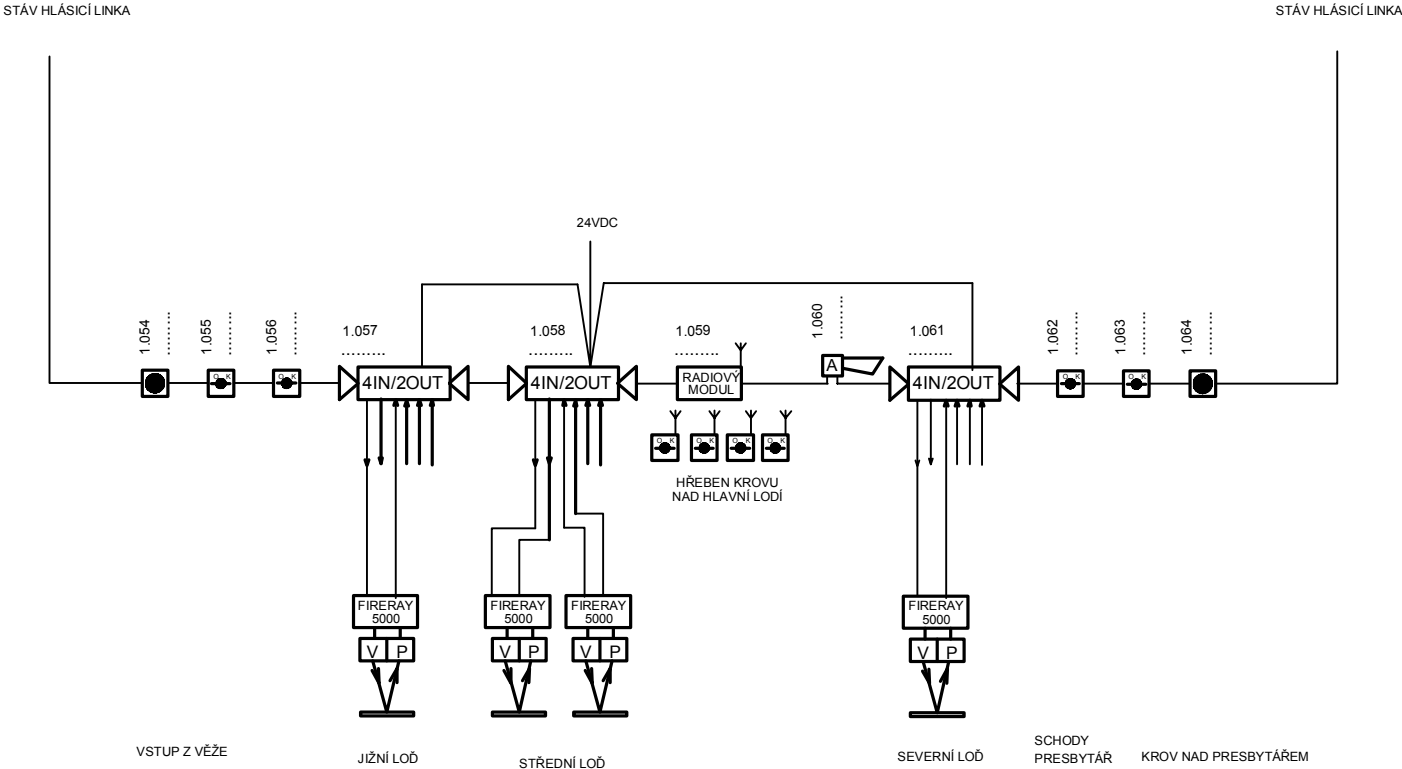 STÁV HLÁSICÍ LINKA
STÁV HLÁSICÍ LINKA
24VDC
1.054
1.055
1.056
1.057
1.058
1.059
1.060
1.061
1.062
1.063
1.064
O K
O K
4IN/2OUT
4IN/2OUT
RADIOVÝ
MODUL
A
4IN/2OUT
O K
O K
O K
O K
O K
O K
HŘEBEN KROVU
NAD HLAVNÍ LODÍ
FIRERAY
5000
FIRERAY
5000
FIRERAY
5000
FIRERAY
5000
V P
V P
V P
V P
VSTUP Z VĚŽE
JIŽNÍ LOĎ
STŘEDNÍ LOĎ
SEVERNÍ LOĎ
SCHODY
PRESBYTÁŘ
KROV NAD PRESBYTÁŘEM